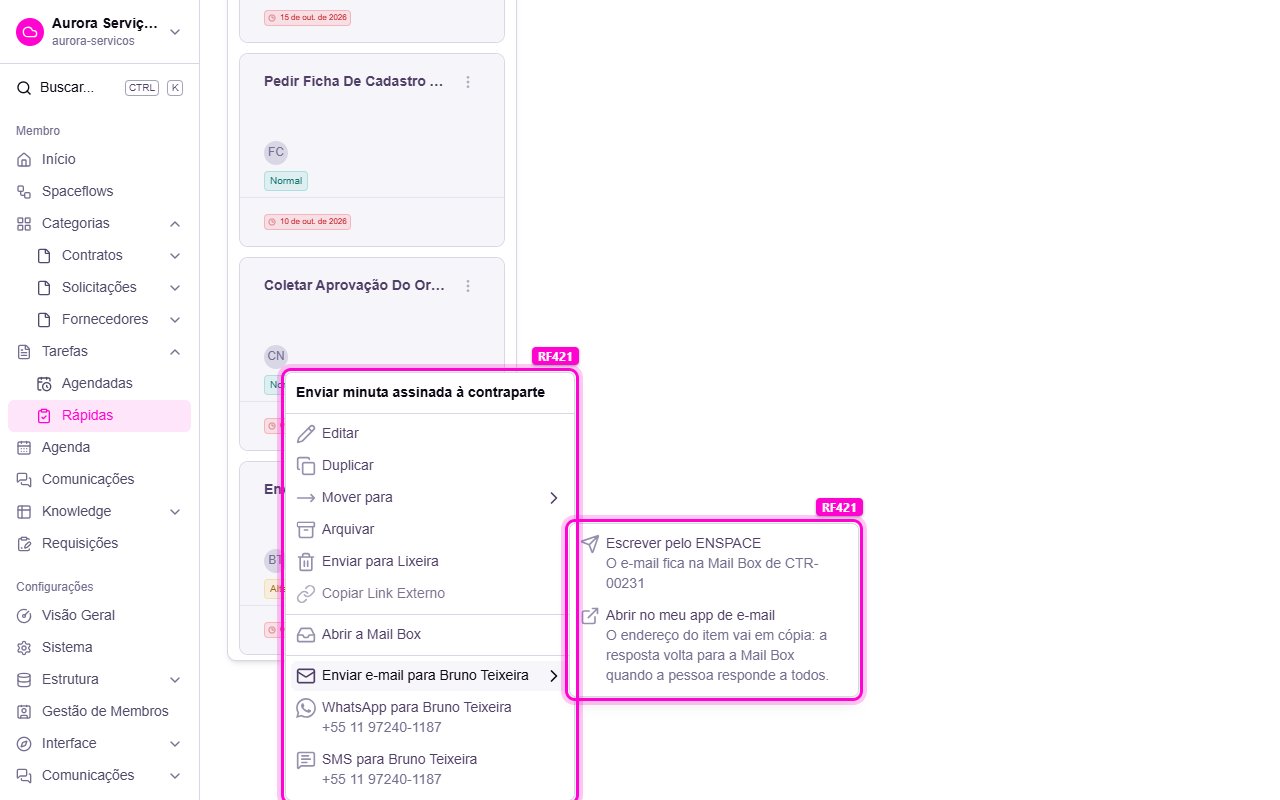 Aurora Serviç...
aurora-servicos
Buscar...
CTRL
K
Membro
Início
Spaceflows
Categorias
Contratos
Solicitações
Fornecedores
Tarefas
Agendadas
Rápidas
Agenda
Comunicações
Knowledge
Requisições
Configurações
Visão Geral
Sistema
Estrutura
Gestão de Membros
Interface
Comunicações
15 de out. de 2026
Pedir Ficha De Cadastro ...
FC
Normal
10 de out. de 2026
Coletar Aprovação Do Or...
CN
RF421
Enviar minuta assinada à contraparte
Editar
Duplicar
Mover para
Arquivar
Enviar para Lixeira
Copiar Link Externo
Abrir a Mail Box
Enviar e-mail para Bruno Teixeira
WhatsApp para Bruno Teixeira
+55 11 97240-1187
SMS para Bruno Teixeira
+55 11 97240-1187
RF421
Escrever pelo ENSPACE
O e-mail fica na Mail Box de CTR-
00231
Abrir no meu app de e-mail
O endereço do item vai em cópia: a
resposta volta para a Mail Box
quando a pessoa responde a todos.